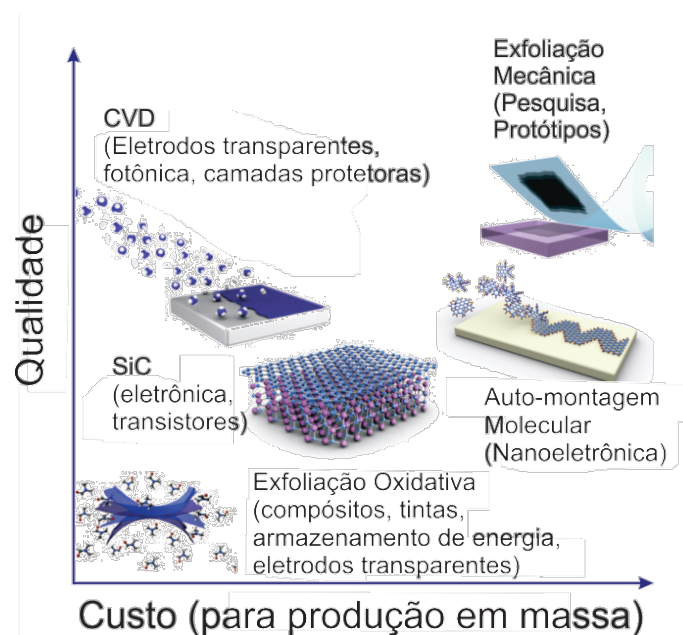 Exfoliação
Mecânica
(Pesquisa,
Protótipos)
CVD
(Eletrodos transparentes,
fotônica, camadas protetoras)
Qualidade
SiC
(eletrônica,
transistores)
Auto-montagem
Molecular
(Nanoeletrônica)
Exfoliação Oxidativa
(compósitos, tintas,
armazenamento de energia,
eletrodos transparentes)
Custo (para produção em massa)